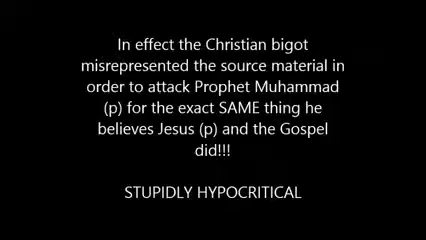 In effect the Christian bigot
misrepresented the source material in
order to attack Prophet Muhammad
(p) for the exact SAME thing he
believes Jesus (p) and the Gospel
did!!!
STUPIDLY HYPOCRITICAL